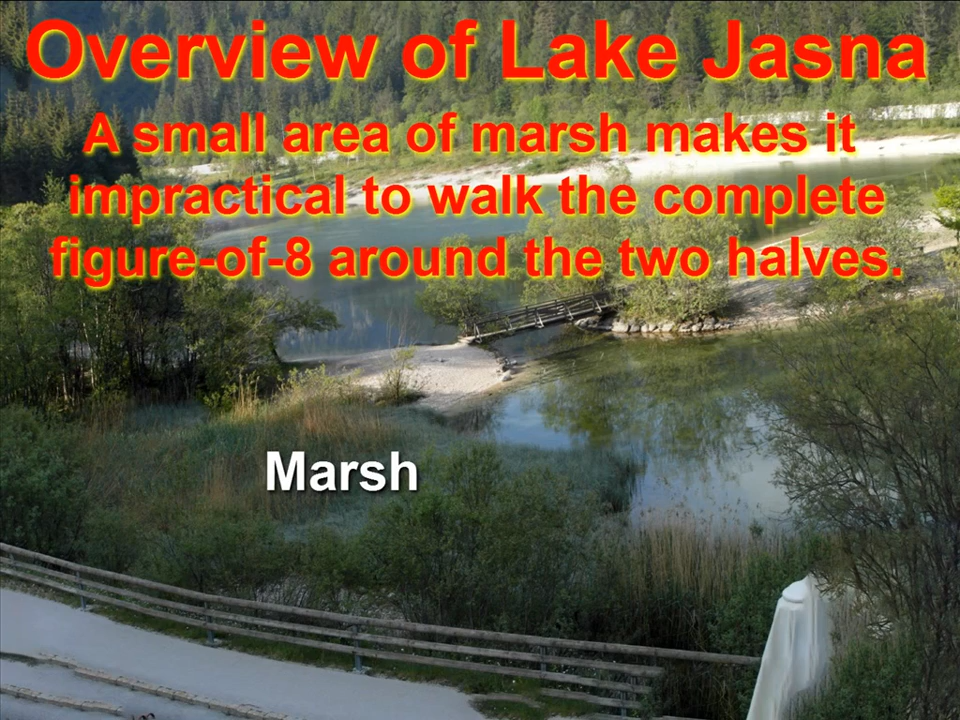 Overview of Lake Jasna
A small area of marsh makes it
impractical to walk the complete
figure-of-8 around the two halves.
Marsh